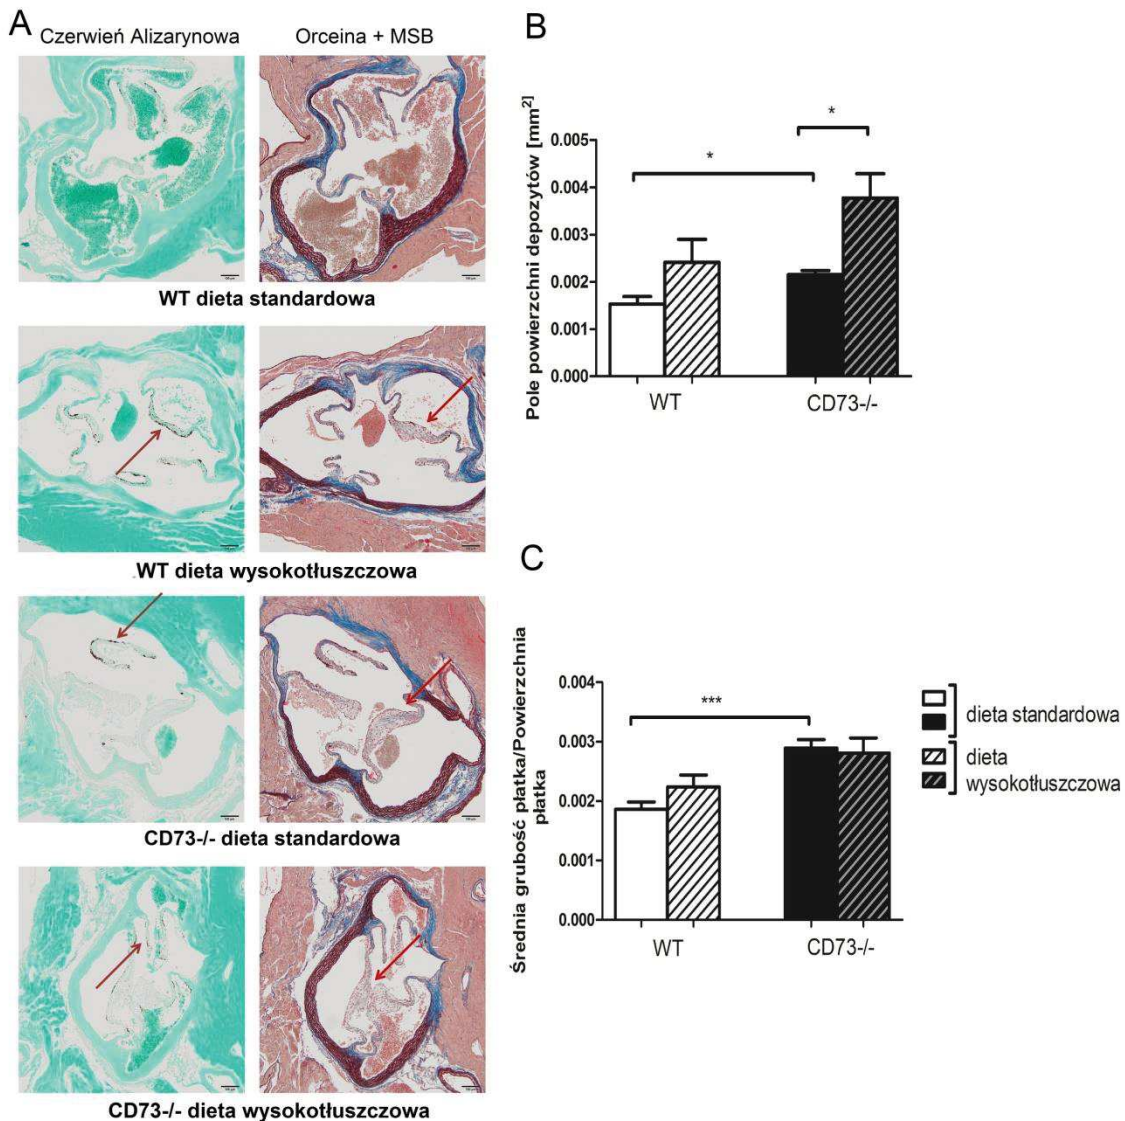 A
Czerwień Alizarynowa
Orceina + MSB
WT dieta standardowa
WT dieta wysokotłuszczowa
CD73-/- dieta standardowa
CD73-/- dieta wysokotłuszczowa
B
Pole powierzchni depozytów [mm²]
0.005
0.004
0.003
0.002
0.001
0.000
*
*
WT
CD73-/-
C
Średnia grubość płatka/Powierzchnia
płatka
0.004
0.003
0.002
0.001
0.000
***
WT
CD73-/-
dieta standardowa
dieta
wysokotłuszczowa